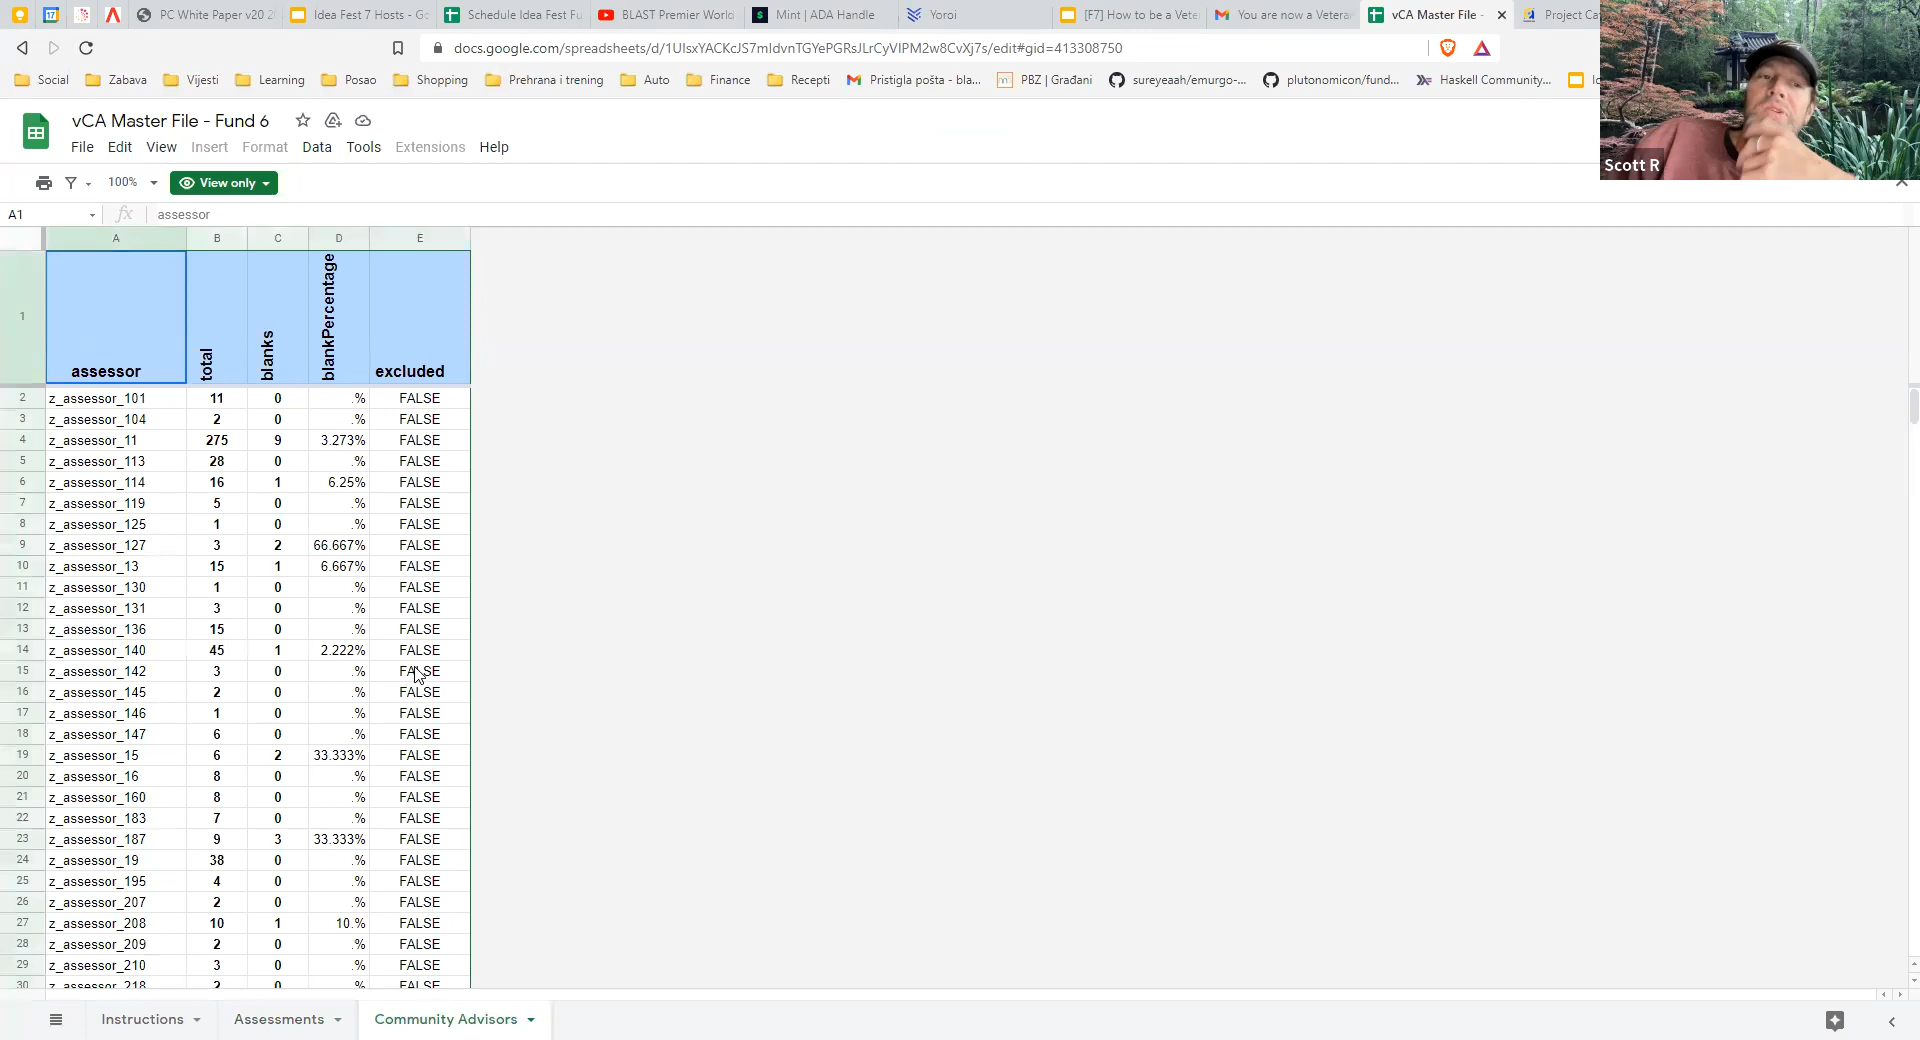 PC White Paper v20 2
Idea Fest 7 Hosts - Go
Schedule Idea Fest Fu
BLAST Premier World
Mint | ADA Handle
Yoroi
[F7] How to be a Vete
You are now a Vetera
vCA Master File -
Project Ca
docs.google.com/spreadsheets/d/1UIsxYACKcJS7mIdvnTGYePGRsJLrCyVIPM2w8CvXj7s/edit#gid=413308750
Social
Zabava
Vijesti
Learning
Posao
Shopping
Prehrana i trening
Auto
Finance
Recepti
Pristigla pošta - bla...
PBZ | Građani
sureyeaah/emurgo-...
plutonomicon/fund...
Haskell Community...
vCA Master File - Fund 6
File Edit View Insert Format Data Tools Extensions Help
100% View only
Scott R
A1 fx assessor
A B C D E
1 assessor total blanks blankPercentage excluded
2 z_assessor_101 11 0 .% FALSE
3 z_assessor_104 2 0 .% FALSE
4 z_assessor_11 275 9 3.273% FALSE
5 z_assessor_113 28 0 .% FALSE
6 z_assessor_114 16 1 6.25% FALSE
7 z_assessor_119 5 0 .% FALSE
8 z_assessor_125 1 0 .% FALSE
9 z_assessor_127 3 2 66.667% FALSE
10 z_assessor_13 15 1 6.667% FALSE
11 z_assessor_130 1 0 .% FALSE
12 z_assessor_131 3 0 .% FALSE
13 z_assessor_136 15 0 .% FALSE
14 z_assessor_140 45 1 2.222% FALSE
15 z_assessor_142 3 0 .% FALSE
16 z_assessor_145 2 0 .% FALSE
17 z_assessor_146 1 0 .% FALSE
18 z_assessor_147 6 0 .% FALSE
19 z_assessor_15 6 2 33.333% FALSE
20 z_assessor_16 8 0 .% FALSE
21 z_assessor_160 8 0 .% FALSE
22 z_assessor_183 7 0 .% FALSE
23 z_assessor_187 9 3 33.333% FALSE
24 z_assessor_19 38 0 .% FALSE
25 z_assessor_195 4 0 .% FALSE
26 z_assessor_207 2 0 .% FALSE
27 z_assessor_208 10 1 10.% FALSE
28 z_assessor_209 2 0 .% FALSE
29 z_assessor_210 3 0 .% FALSE
30 z_assessor_218 2 0 .% FALSE
Instructions
Assessments
Community Advisors